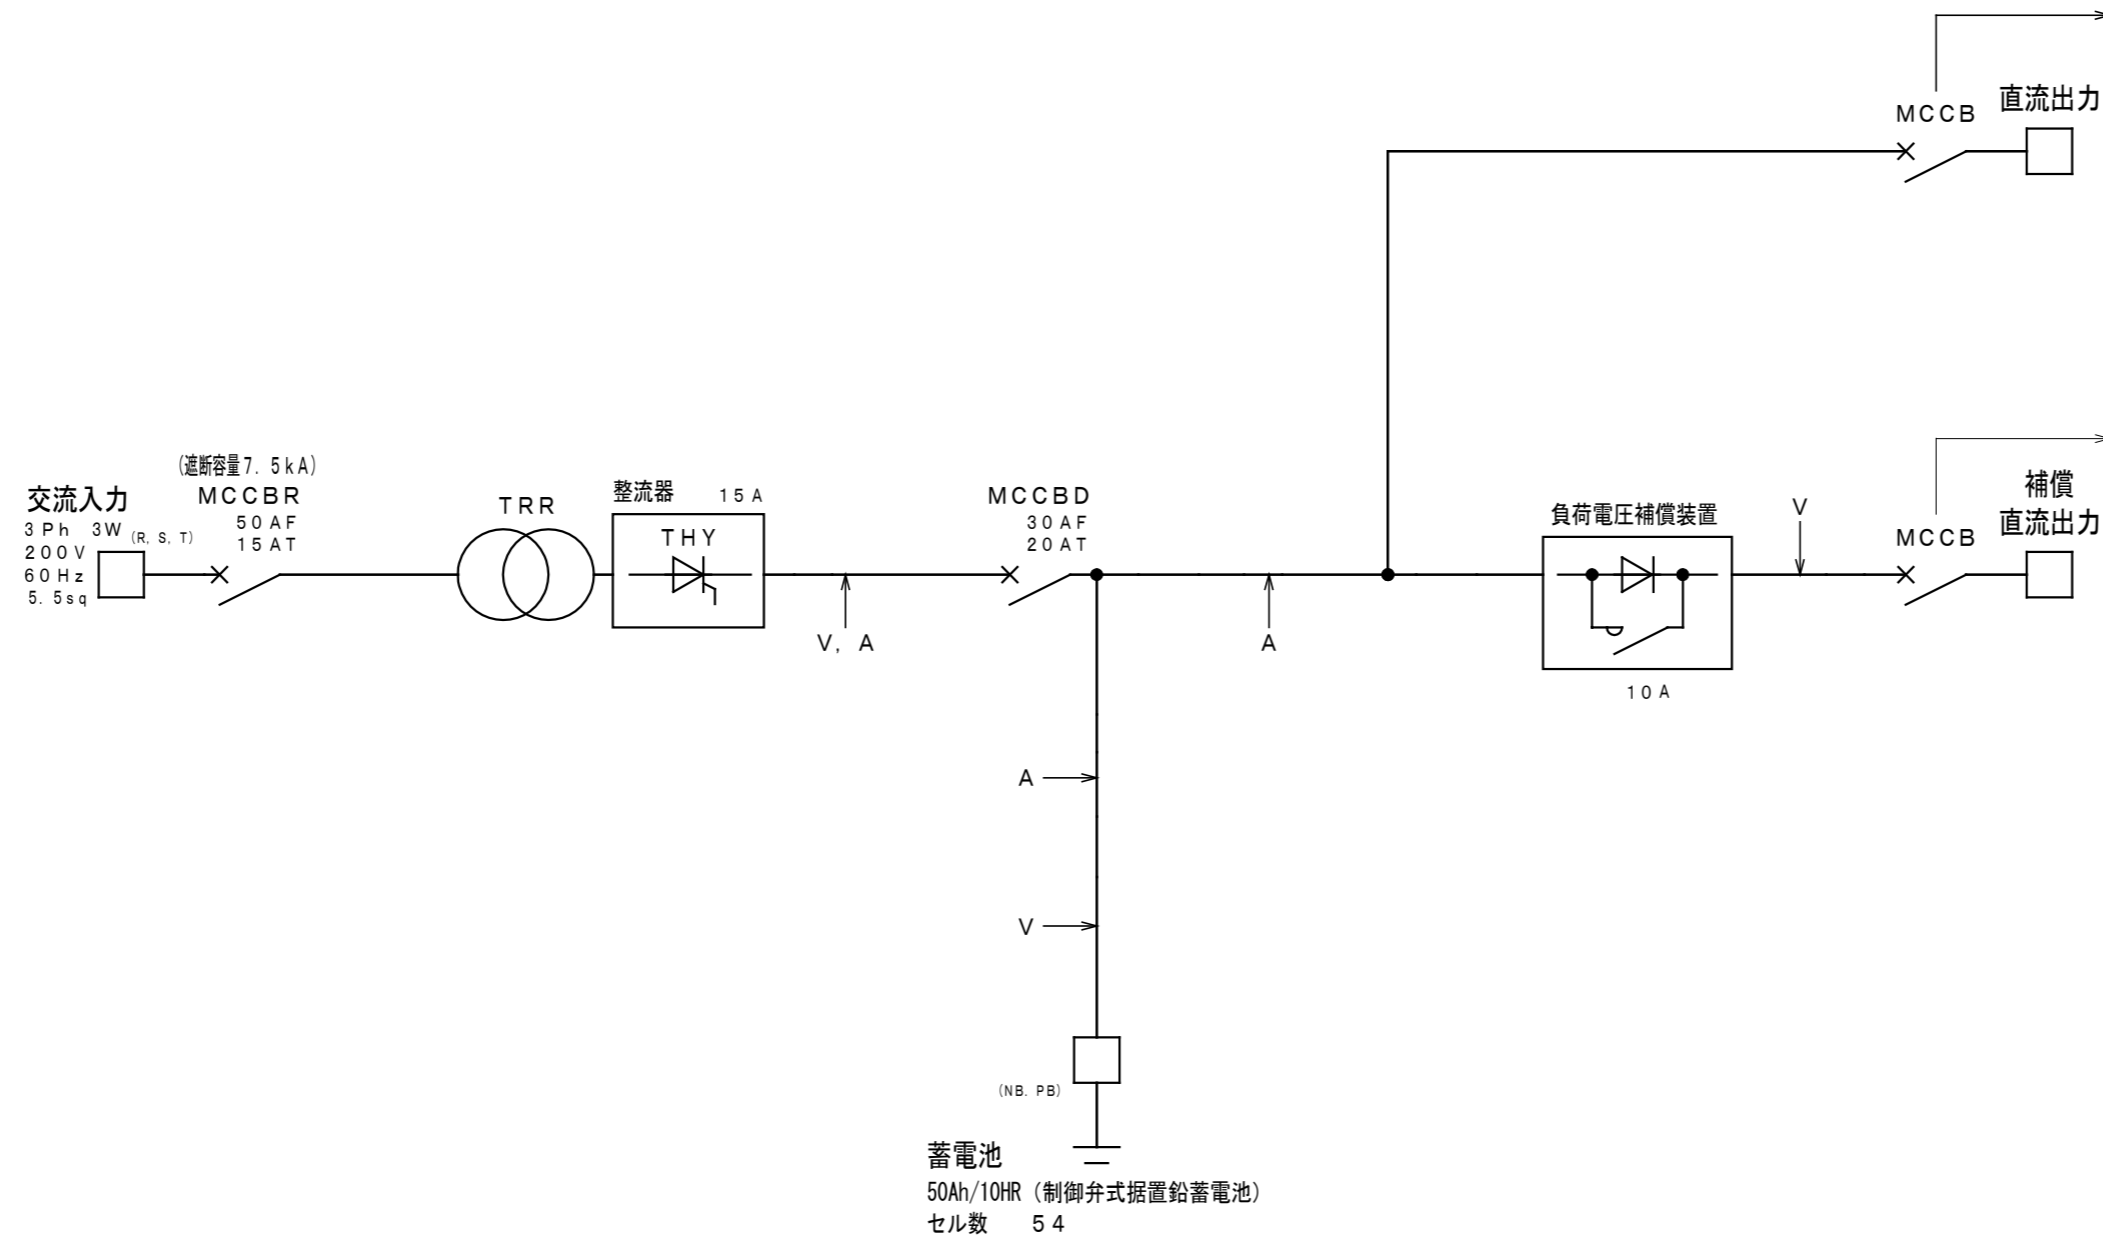 MCCB
直流出力
(遮断容量7.5kA)
交流入力
MCCBR
3Ph 3W (R,S,T)
50AF
200V
15AT
60Hz
5.5sq
TRR
整流器 15A
THY
V, A
MCCBD
30AF
20AT
A
負荷電圧補償装置
10A
V
MCCB
補償
直流出力
A
V
(NB.PB)
蓄電池
50Ah/10HR (制御弁式据置鉛蓄電池)
セル数 54